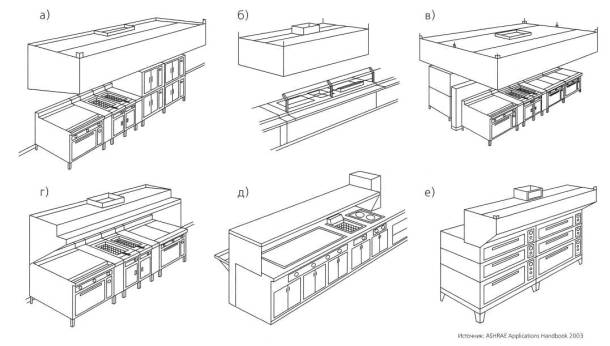 а)
б)
в)
г)
д)
е)
Источник: ASHRAE Applications Handbook 2003